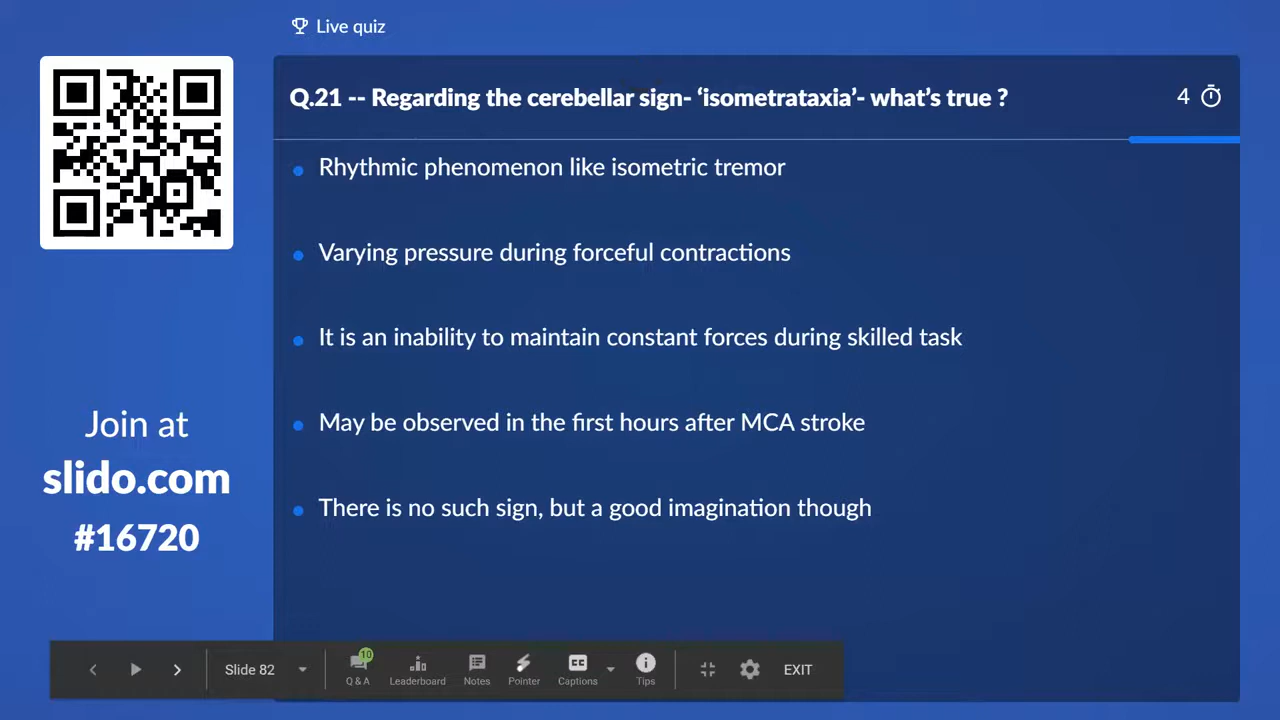 Live quiz
Q.21 -- Regarding the cerebellar sign- ‘isometrataxia’- what’s true ?
4
Rhythmic phenomenon like isometric tremor
Varying pressure during forceful contractions
It is an inability to maintain constant forces during skilled task
May be observed in the first hours after MCA stroke
There is no such sign, but a good imagination though
Join at
slido.com
#16720
Slide 82
10
Q & A
Leaderboard
Notes
Pointer
CC
Captions
Tips
EXIT